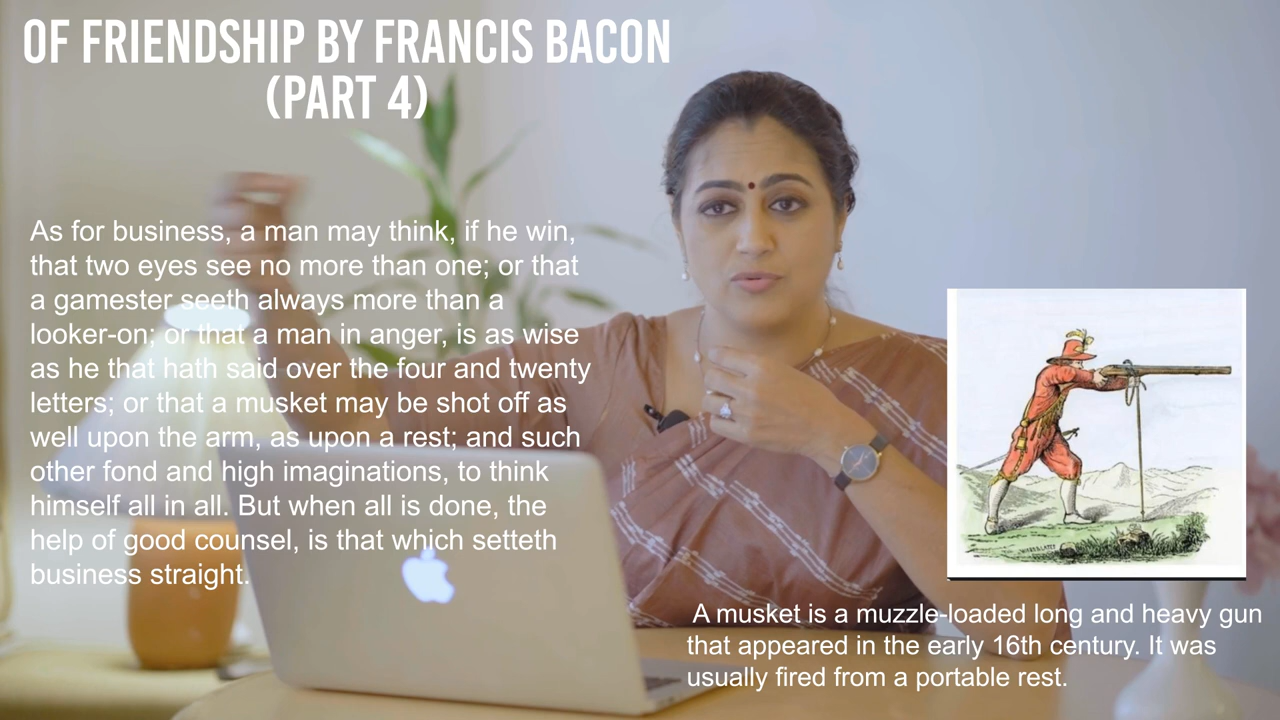 OF FRIENDSHIP BY FRANCIS BACON
(PART 4)
As for business, a man may think, if he win,
that two eyes see no more than one; or that
a gamester seeth always more than a
looker-on; or that a man in anger, is as wise
as he that hath said over the four and twenty
letters; or that a musket may be shot off as
well upon the arm, as upon a rest; and such
other fond and high imaginations, to think
himself all in all. But when all is done, the
help of good counsel, is that which setteth
business straight.
A musket is a muzzle-loaded long and heavy gun
that appeared in the early 16th century. It was
usually fired from a portable rest.